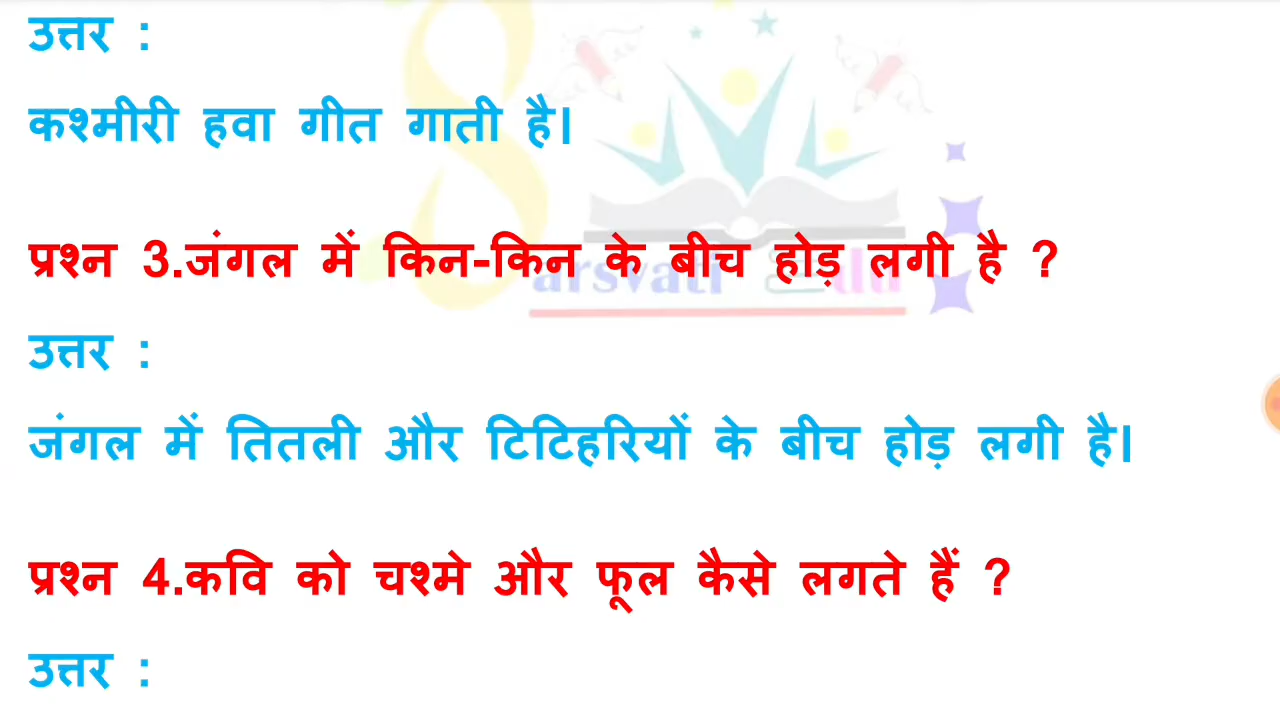 उत्तर :
कश्मीरी हवा गीत गाती है।
प्रश्न 3.जंगल में किन-किन के बीच होड़ लगी है ?
arsvati
उत्तर :
जंगल में तितली और टिटिहरियों के बीच होड़ लगी है।
प्रश्न 4.कवि को चश्मे और फूल कैसे लगते हैं ?
उत्तर :